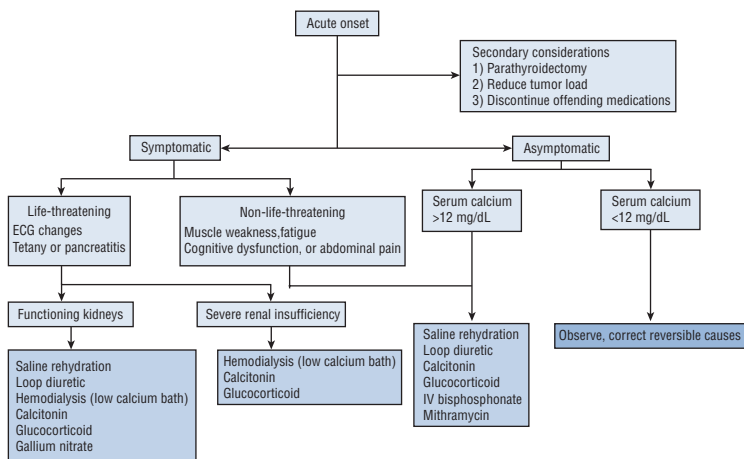 Acute onset
Secondary considerations
1) Parathyroidectomy
2) Reduce tumor load
3) Discontinue offending medications
Symptomatic
Asymptomatic
Life-threatening
ECG changes
Tetany or pancreatitis
Non-life-threatening
Muscle weakness,fatigue
Cognitive dysfunction, or abdominal pain
Serum calcium
>12 mg/dL
Serum calcium
<12 mg/dL
Functioning kidneys
Severe renal insufficiency
Saline rehydration
Loop diuretic
Hemodialysis (low calcium bath)
Calcitonin
Glucocorticoid
Gallium nitrate
Hemodialysis (low calcium bath)
Calcitonin
Glucocorticoid
Saline rehydration
Loop diuretic
Calcitonin
Glucocorticoid
IV bisphosphonate
Mithramycin
Observe, correct reversible causes